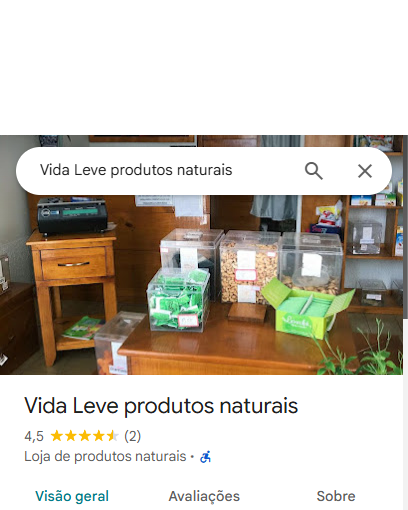 Vida Leve produtos naturais
Vida Leve produtos naturais
4,5 (2)
Loja de produtos naturais ·
Visão geral Avaliações Sobre